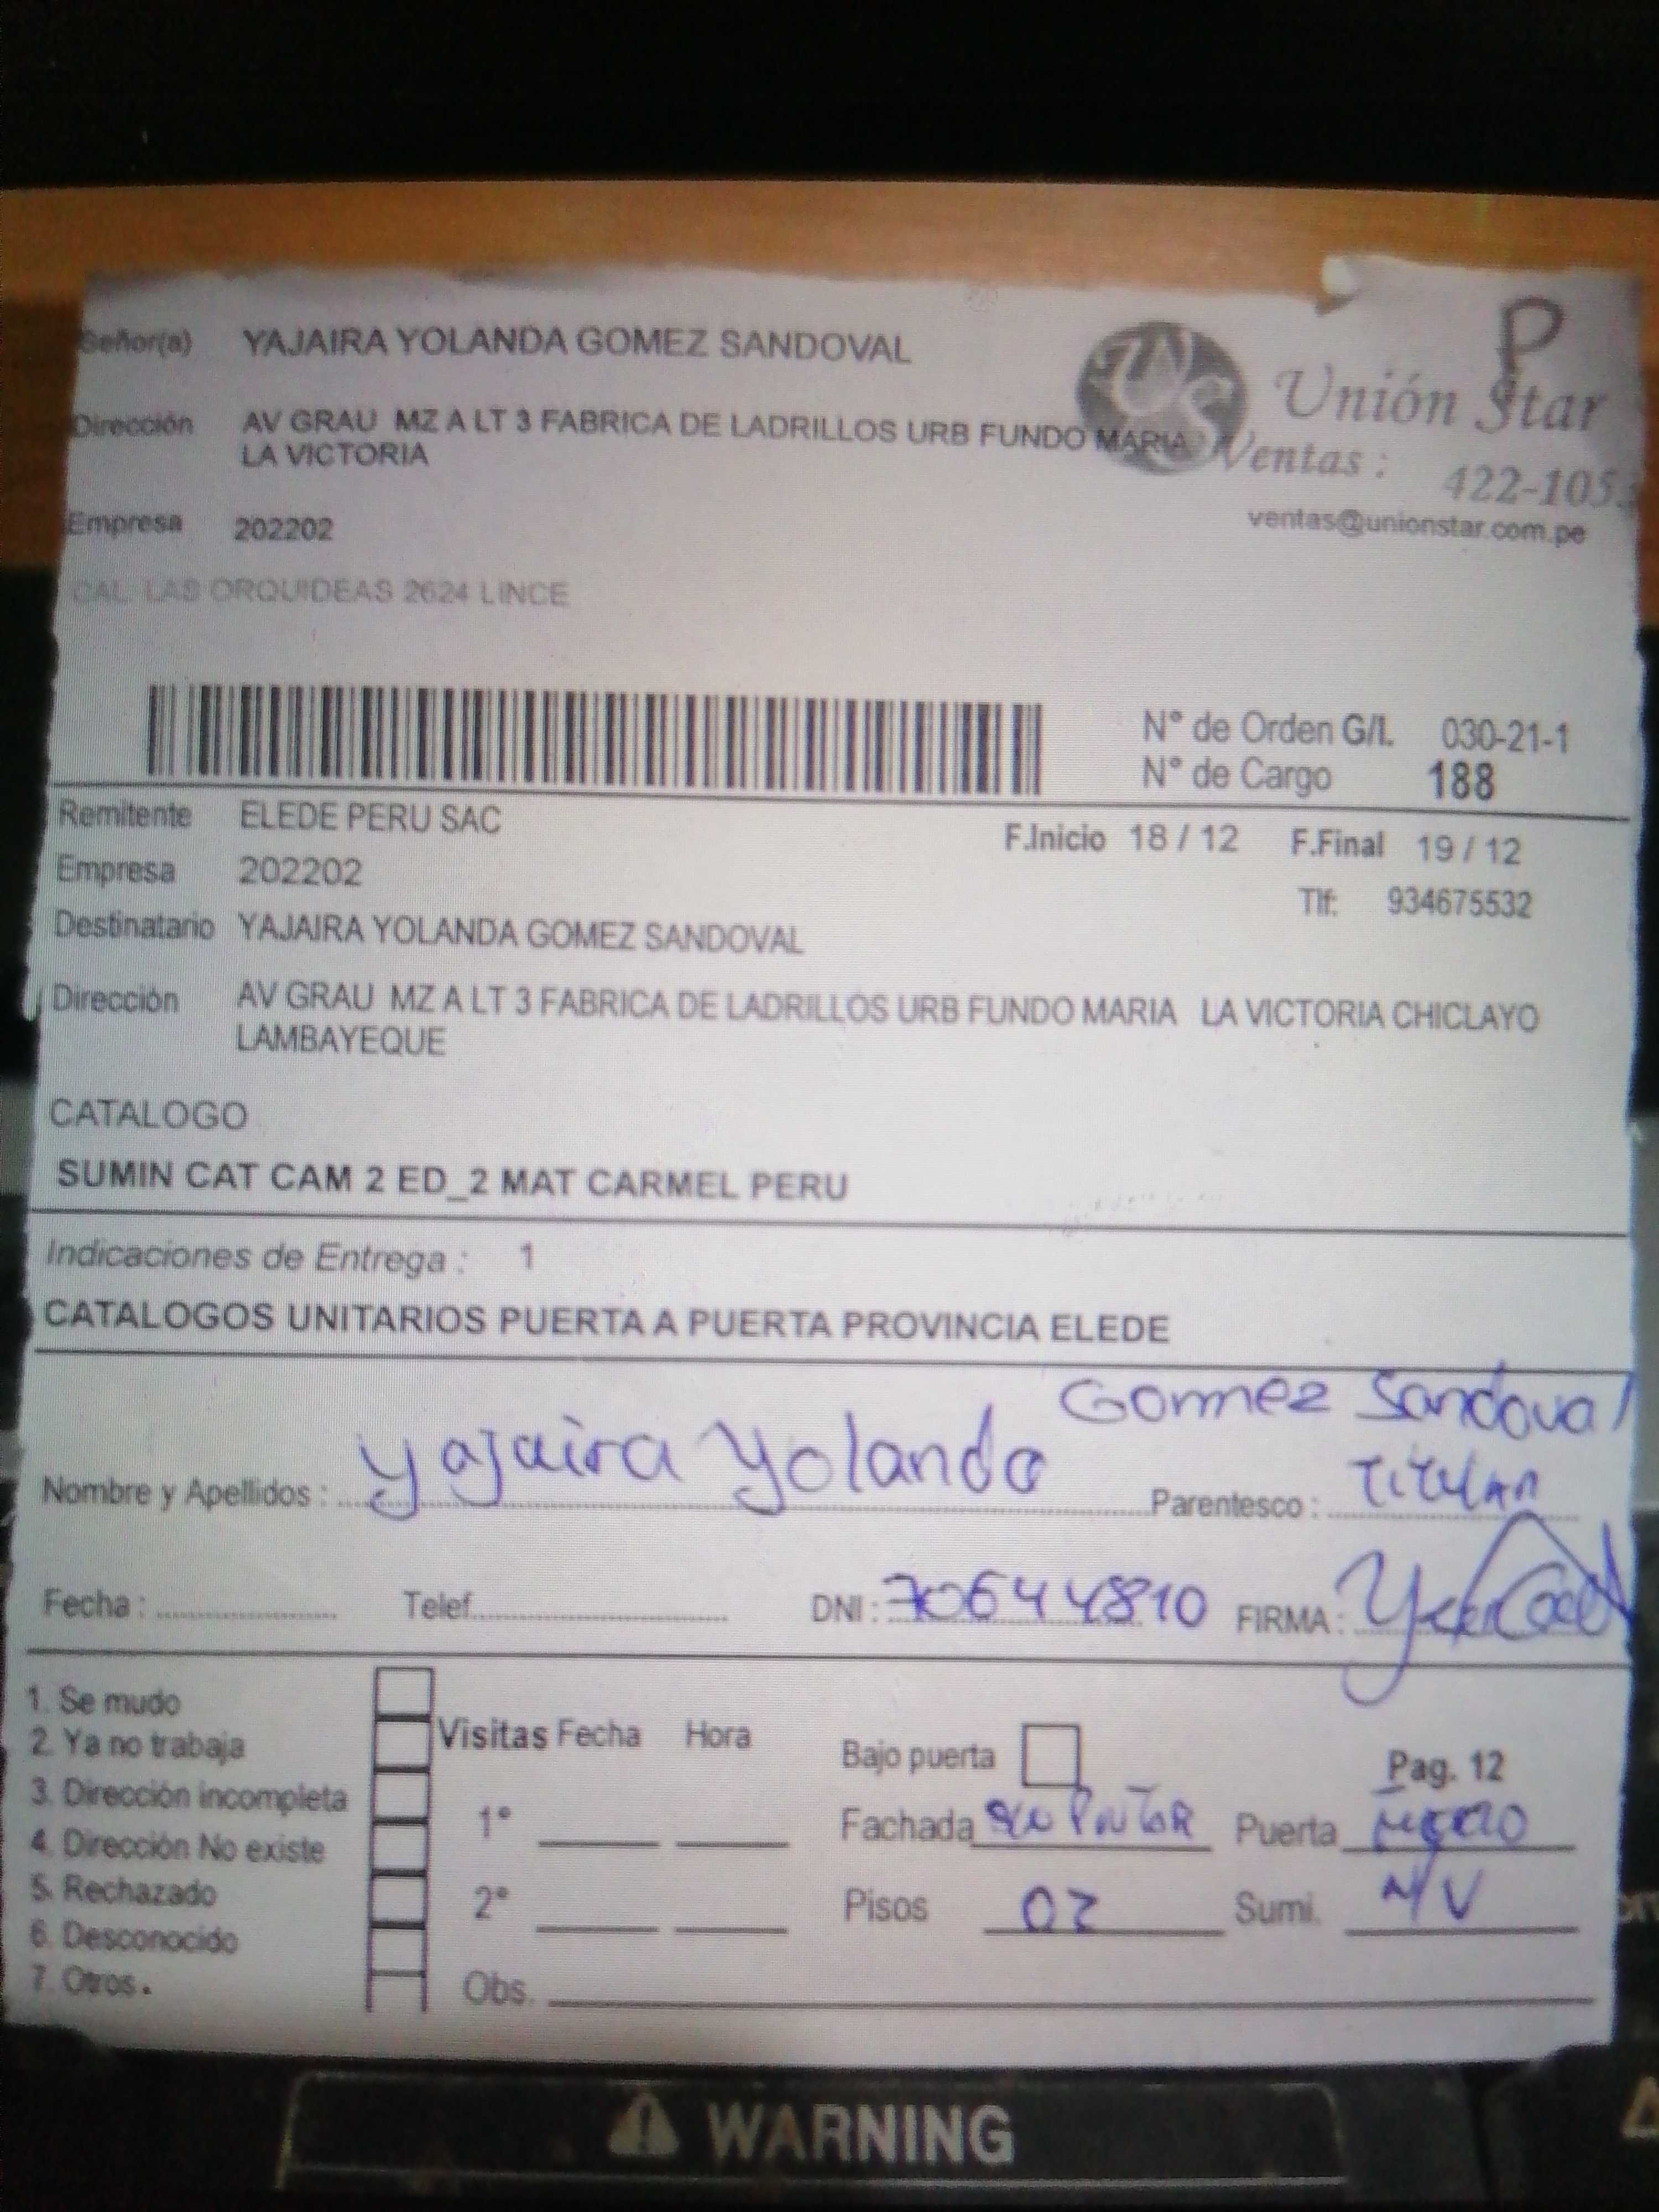 P
Señor(a) YAJAIRA YOLANDA GOMEZ SANDOVAL
Unión Star
Dirección AV GRAU MZ A LT 3 FABRICA DE LADRILLOS URB FUNDO MARIA
LA VICTORIA
Ventas : 422-105
Empresa 202202
ventas@unionstar.com.pe
CAL LAS ORQUIDEAS 2624 LINCE
N° de Orden G/I. 030-21-1
N° de Cargo 188
Remitente ELEDE PERU SAC
F.Inicio 18 / 12 F.Final 19 / 12
Empresa 202202
Tlf: 934675532
Destinatario YAJAIRA YOLANDA GOMEZ SANDOVAL
Dirección AV GRAU MZ A LT 3 FABRICA DE LADRILLOS URB FUNDO MARIA LA VICTORIA CHICLAYO
LAMBAYEQUE
CATALOGO
SUMIN CAT CAM 2 ED_2 MAT CARMEL PERU
Indicaciones de Entrega : 1
CATALOGOS UNITARIOS PUERTA A PUERTA PROVINCIA ELEDE
Gomez Sandoval
Nombre y Apellidos : Yajaira Yolanda Parentesco : Titular
Fecha : Telef. DNI : 70644810 FIRMA :
1. Se mudo
2. Ya no trabaja
3. Dirección incompleta
4. Dirección No existe
5. Rechazado
6. Desconocido
7. Otros.
Visitas Fecha Hora
1°
2°
Obs.
Bajo puerta Pag. 12
Fachada Puerta
Pisos 02 Sumi. N/V
WARNING